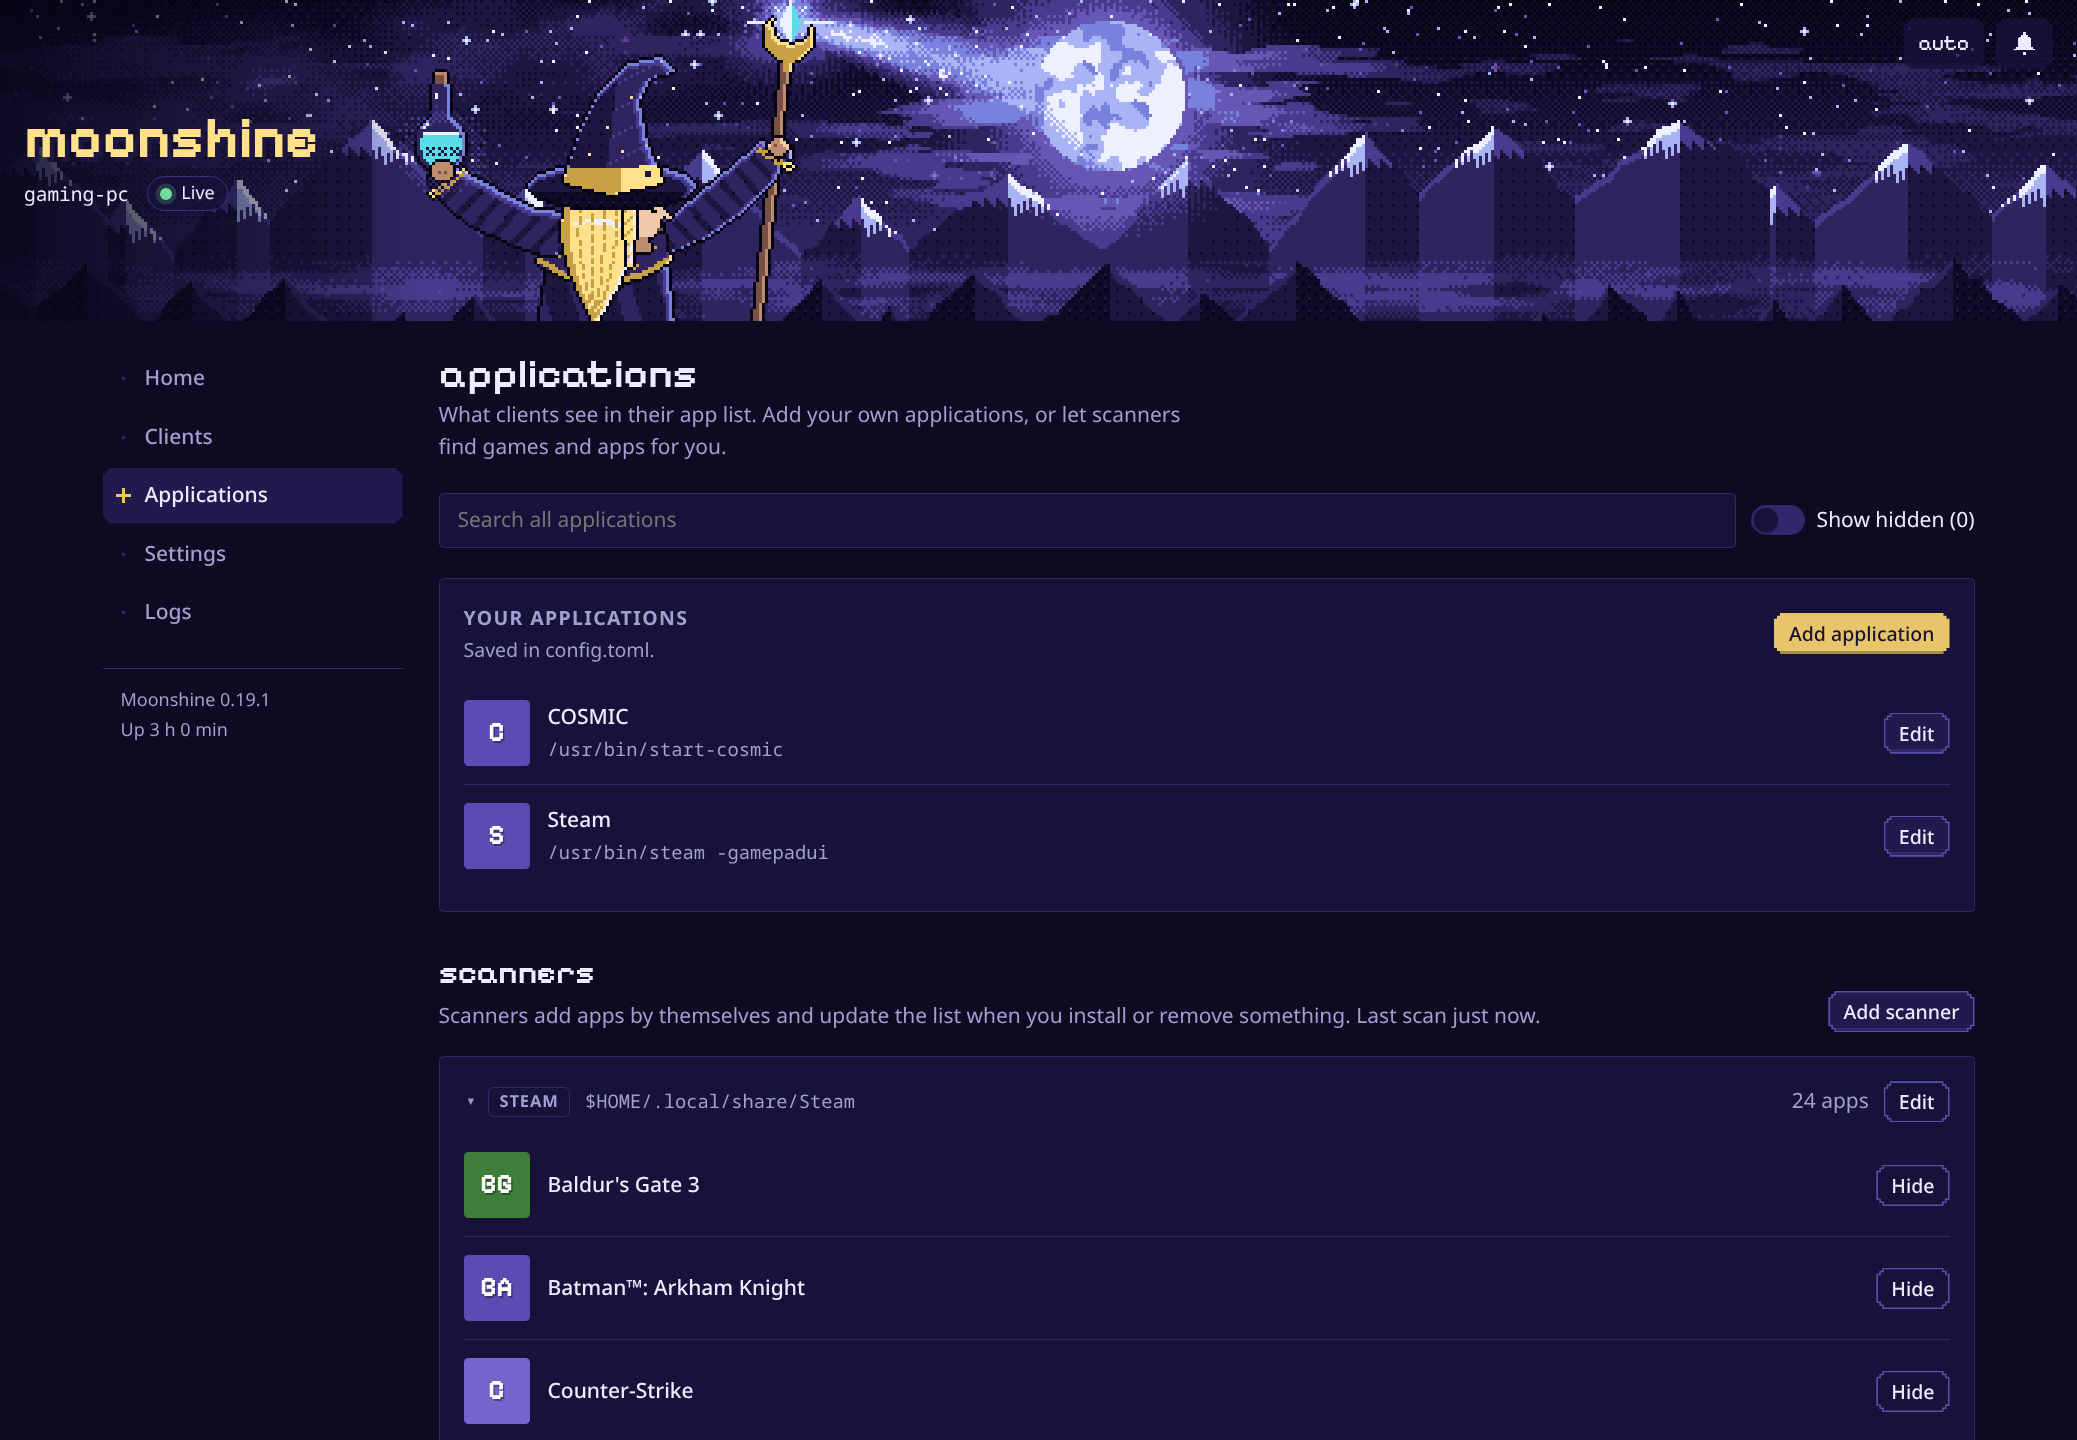 auto
moonshine
gaming-pc
Live
Home
Clients
Applications
Settings
Logs
Moonshine 0.19.1
Up 3 h 0 min
applications
What clients see in their app list. Add your own applications, or let scanners
find games and apps for you.
Search all applications
Show hidden (0)
YOUR APPLICATIONS
Saved in config.toml.
Add application
C
COSMIC
/usr/bin/start-cosmic
Edit
S
Steam
/usr/bin/steam -gamepadui
Edit
scanners
Scanners add apps by themselves and update the list when you install or remove something. Last scan just now.
Add scanner
STEAM
$HOME/.local/share/Steam
24 apps
Edit
BG
Baldur's Gate 3
Hide
BA
Batman™: Arkham Knight
Hide
C
Counter-Strike
Hide